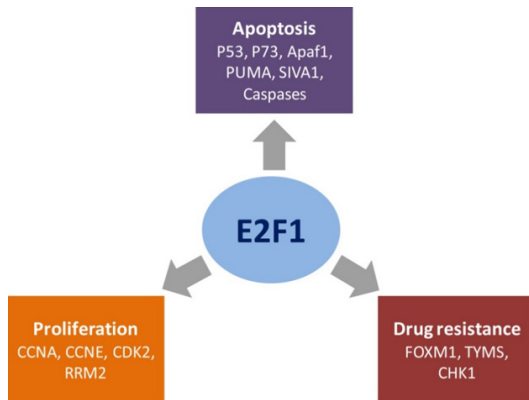 Apoptosis
P53, P73, Apaf1,
PUMA, SIVA1,
Caspases
E2F1
Proliferation
CCNA, CCNE, CDK2,
RRM2
Drug resistance
FOXM1, TYMS,
CHK1